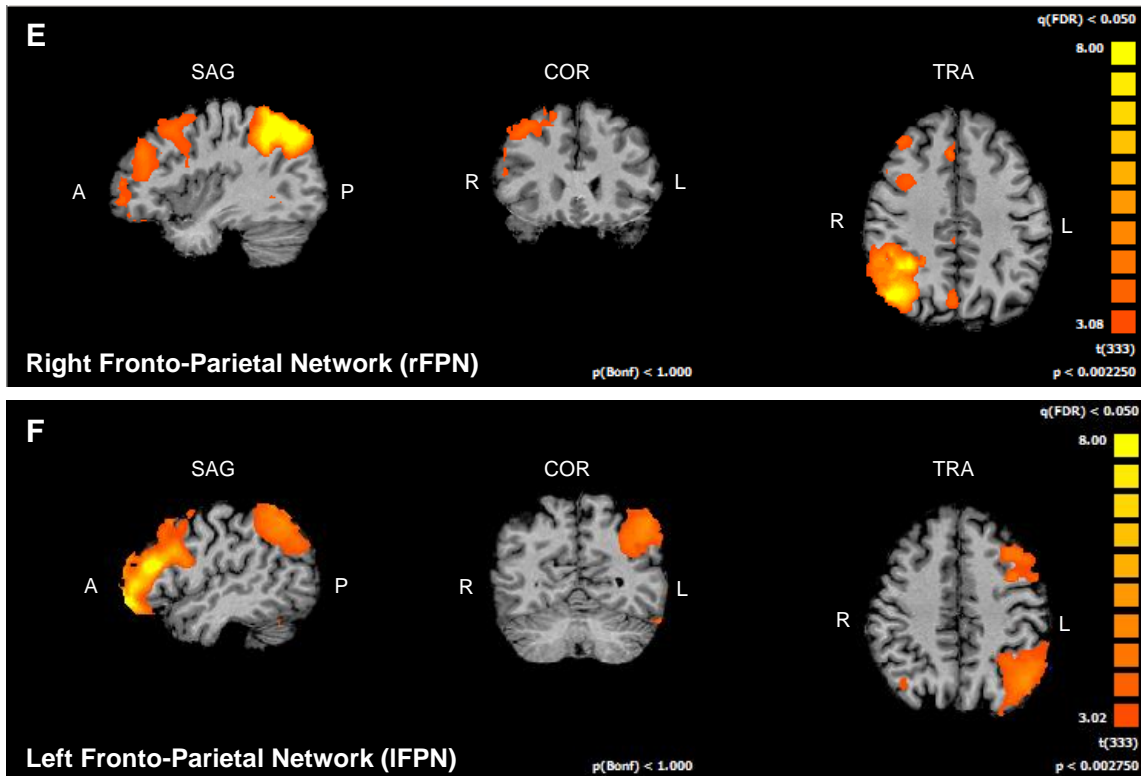 E
q(FDR) < 0.050
8.00
SAG
COR
TRA
A
P
R
L
R
L
3.08
t(333)
Right Fronto-Parietal Network (rFPN)
p(Bonf) < 1.000
p < 0.002250
F
q(FDR) < 0.050
8.00
SAG
COR
TRA
A
P
R
L
R
L
3.02
t(333)
Left Fronto-Parietal Network (lFPN)
p(Bonf) < 1.000
p < 0.002750